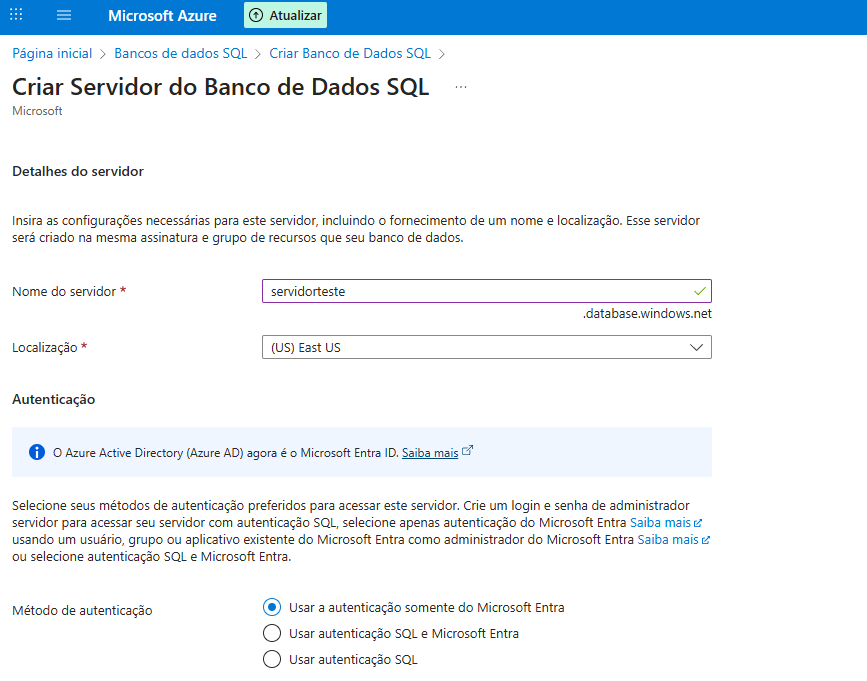 Microsoft Azure
Atualizar
Página inicial > Bancos de dados SQL > Criar Banco de Dados SQL >
Criar Servidor do Banco de Dados SQL ...
Microsoft
Detalhes do servidor
Insira as configurações necessárias para este servidor, incluindo o fornecimento de um nome e localização. Esse servidor
será criado na mesma assinatura e grupo de recursos que seu banco de dados.
Nome do servidor *
servidorteste
.database.windows.net
Localização *
(US) East US
Autenticação
O Azure Active Directory (Azure AD) agora é o Microsoft Entra ID. Saiba mais
Selecione seus métodos de autenticação preferidos para acessar este servidor. Crie um login e senha de administrador
servidor para acessar seu servidor com autenticação SQL, selecione apenas autenticação do Microsoft Entra Saiba mais
usando um usuário, grupo ou aplicativo existente do Microsoft Entra como administrador do Microsoft Entra Saiba mais
ou selecione autenticação SQL e Microsoft Entra.
Método de autenticação
Usar a autenticação somente do Microsoft Entra
Usar autenticação SQL e Microsoft Entra
Usar autenticação SQL